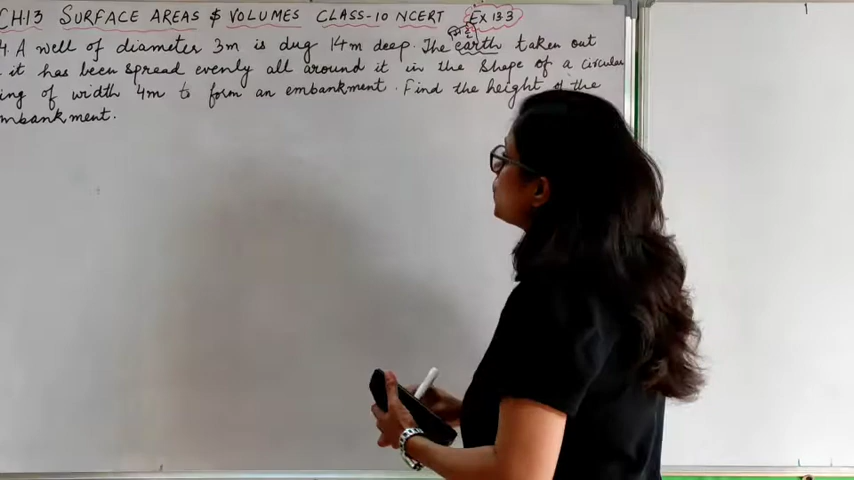 CH.13 SURFACE AREAS & VOLUMES CLASS-10 NCERT EX 13.3
4. A well of diameter 3m is dug 14m deep. The earth taken out
it has been spread evenly all around it in the shape of a circular
ing of width 4m to form an embankment. Find the height of the
mbankment.